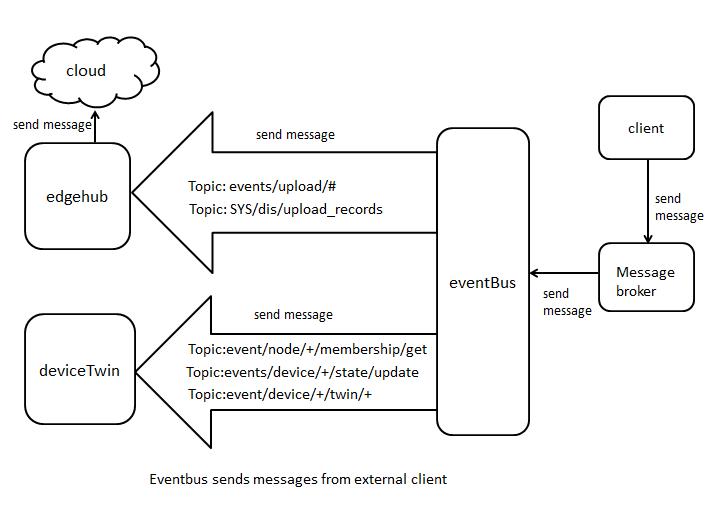 cloud
send message
edgehub
send message
Topic: events/upload/#
Topic: SYS/dis/upload_records
client
send
message
Message
broker
send
message
eventBus
send message
Topic:event/node/+/membership/get
Topic:events/device/+/state/update
Topic:event/device/+/twin/+
deviceTwin
Eventbus sends messages from external client